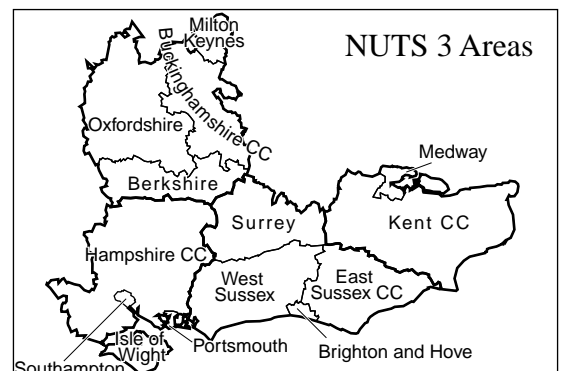 NUTS 3 Areas
Milton
Keynes
Buckinghamshire CC
Oxfordshire
Medway
Berkshire
Surrey
Kent CC
Hampshire CC
West
Sussex
East
Sussex CC
Isle of
Wight
Portsmouth
Brighton and Hove
Southampton